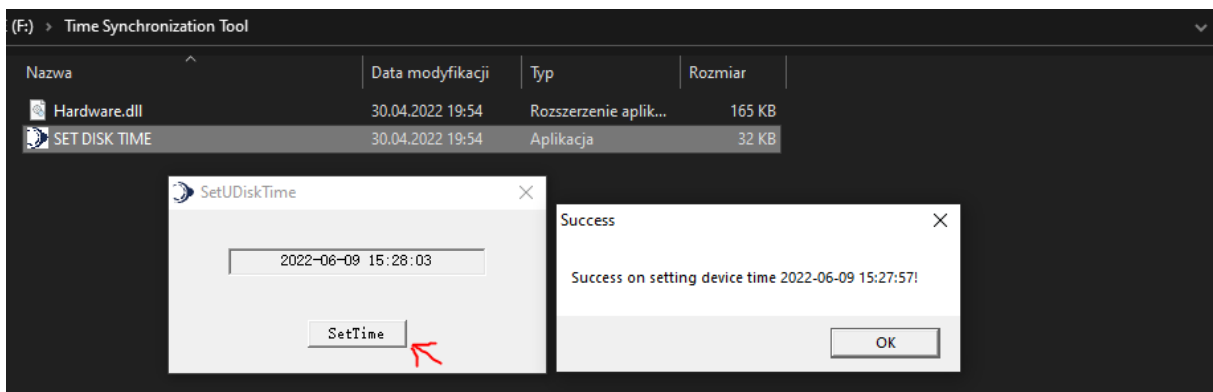 (F:) > Time Synchronization Tool
Nazwa Data modyfikacji Typ Rozmiar
Hardware.dll 30.04.2022 19:54 Rozszerzenie aplik... 165 KB
SET DISK TIME 30.04.2022 19:54 Aplikacja 32 KB
SetUDiskTime
2022-06-09 15:28:03
SetTime
Success
Success on setting device time 2022-06-09 15:27:57!
OK